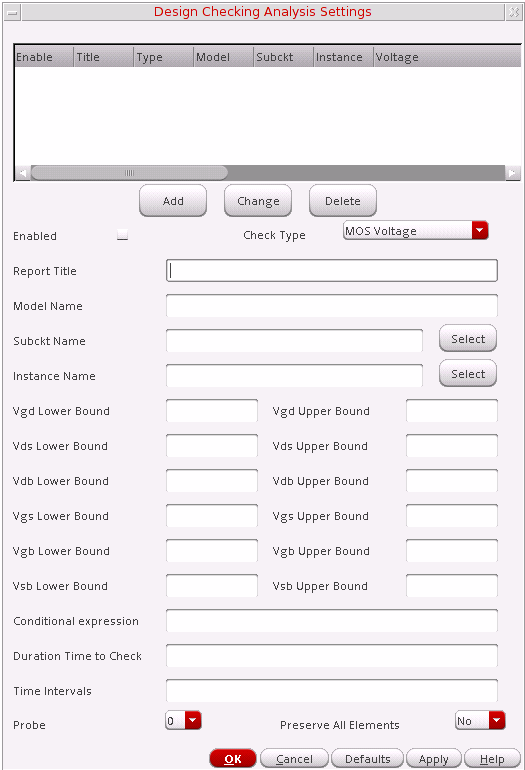 Design Checking Analysis Settings
Enable Title Type Model Subckt Instance Voltage
Add Change Delete
Enabled Check Type MOS Voltage
Report Title
Model Name
Subckt Name Select
Instance Name Select
Vgd Lower Bound Vgd Upper Bound
Vds Lower Bound Vds Upper Bound
Vdb Lower Bound Vdb Upper Bound
Vgs Lower Bound Vgs Upper Bound
Vgb Lower Bound Vgb Upper Bound
Vsb Lower Bound Vsb Upper Bound
Conditional expression
Duration Time to Check
Time Intervals
Probe 0 Preserve All Elements No
OK Cancel Defaults Apply Help